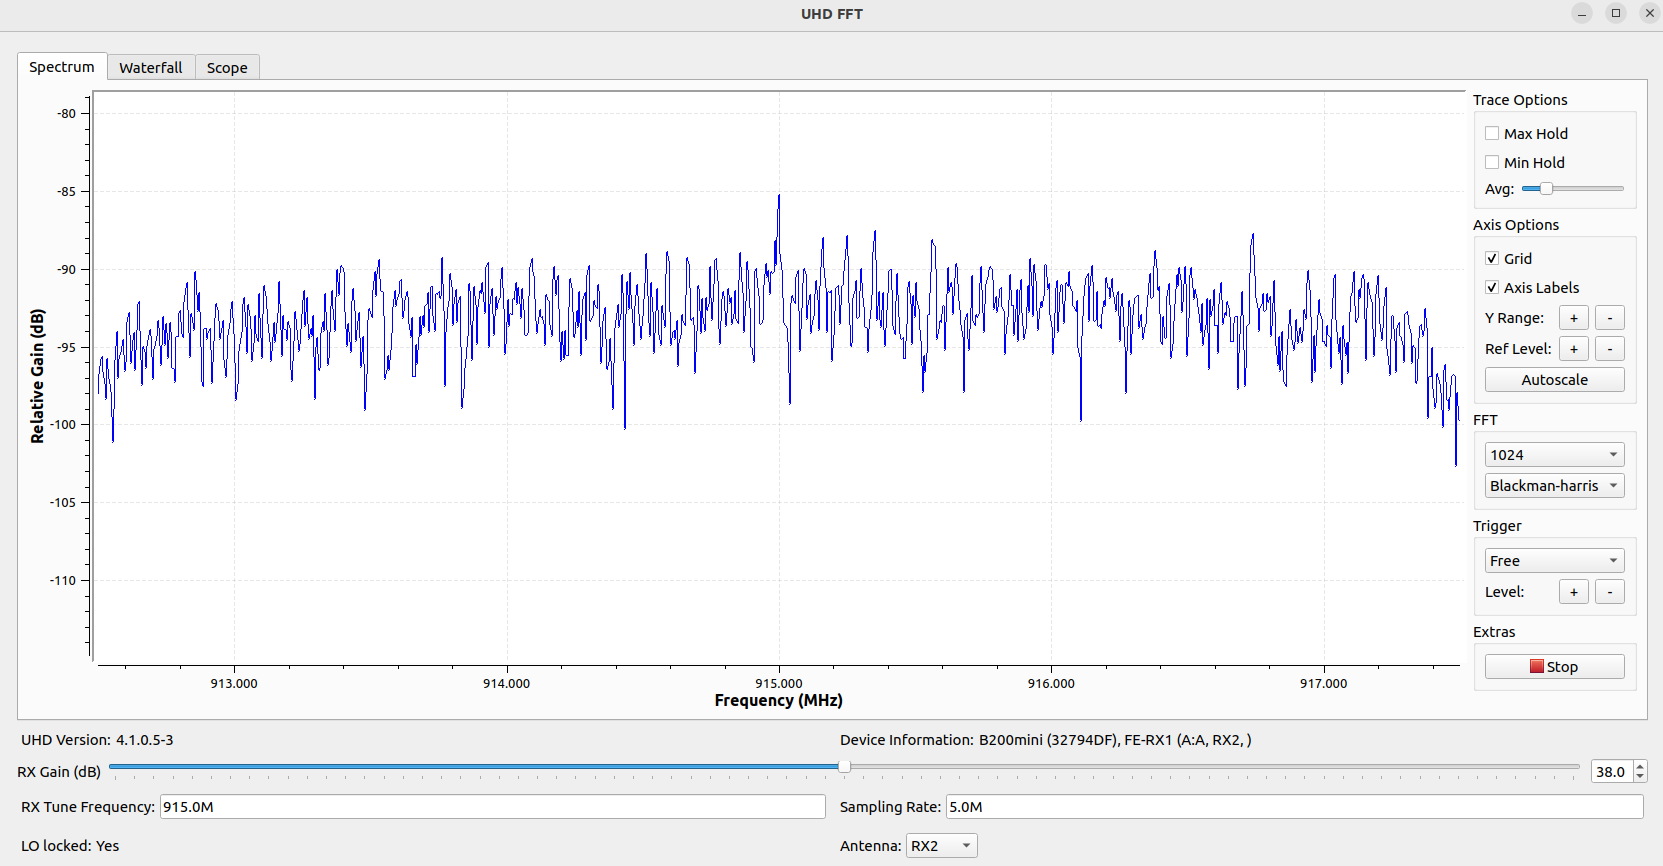 UHD FFT
Spectrum Waterfall Scope
Trace Options
Max Hold
Min Hold
Avg:
Axis Options
Grid
Axis Labels
Y Range: + -
Ref Level: + -
Autoscale
FFT
1024
Blackman-harris
Trigger
Free
Level: + -
Extras
Stop
Relative Gain (dB)
-80
-85
-90
-95
-100
-105
-110
913.000 914.000 915.000 916.000 917.000
Frequency (MHz)
UHD Version: 4.1.0.5-3
Device Information: B200mini (32794DF), FE-RX1 (A:A, RX2, )
RX Gain (dB) 38.0
RX Tune Frequency: 915.0M
Sampling Rate: 5.0M
LO locked: Yes
Antenna: RX2